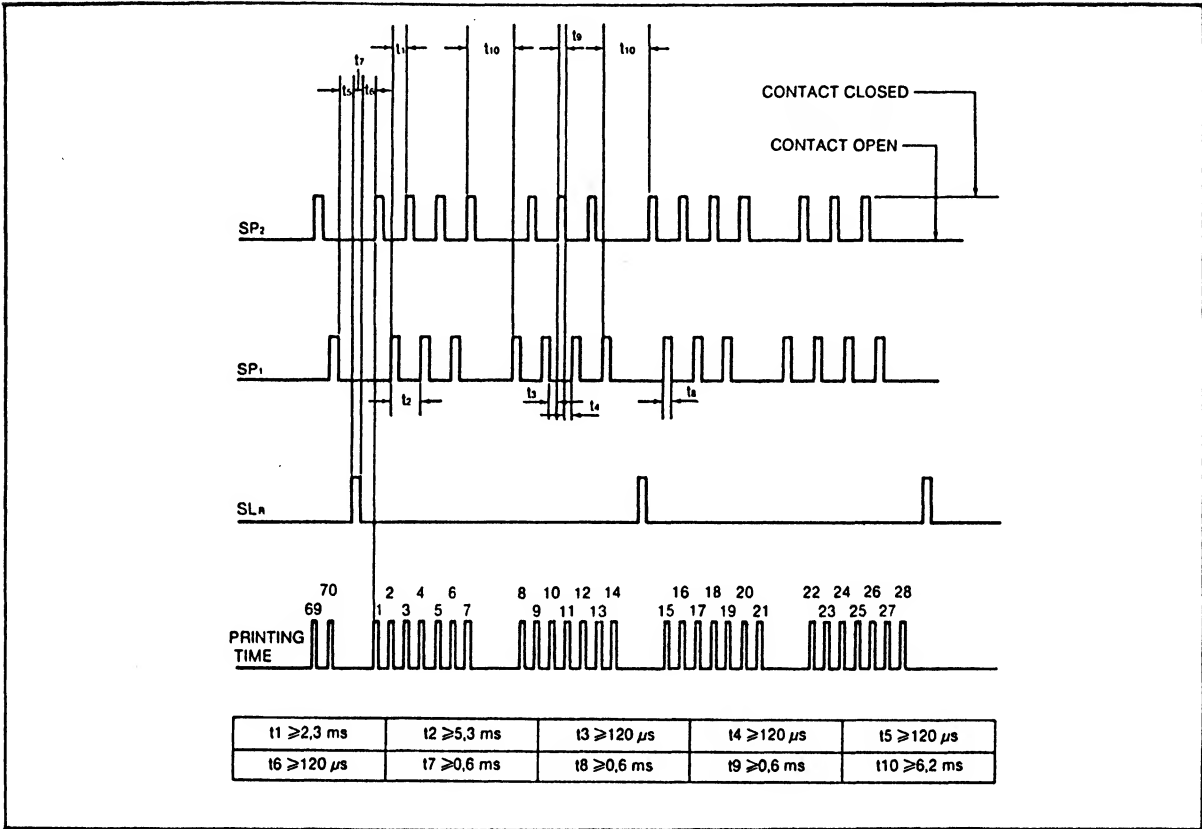 t9
t1 t10 t10
t7
t5 t6
CONTACT CLOSED
CONTACT OPEN
SP2
SP1
t2 t3 t4 t8
SLR
PRINTING TIME
69 70 1 2 3 4 5 6 7 8 9 10 11 12 13 14 15 16 17 18 19 20 21 22 23 24 25 26 27 28
t1 ⩾2,3 ms t2 ⩾5,3 ms t3 ⩾120 μs t4 ⩾120 μs t5 ⩾120 μs
t6 ⩾120 μs t7 ⩾0,6 ms t8 ⩾0,6 ms t9 ⩾0,6 ms t10 ⩾6,2 ms